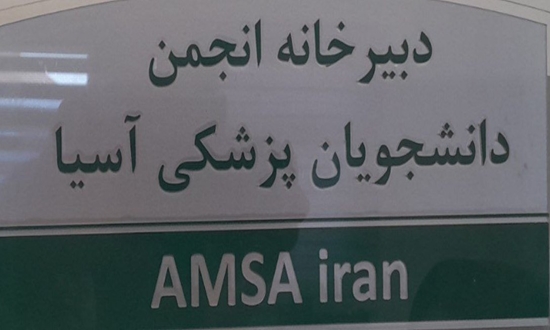 دبیرخانه انجمن
دانشجویان پزشکی آسیا
AMSA iran